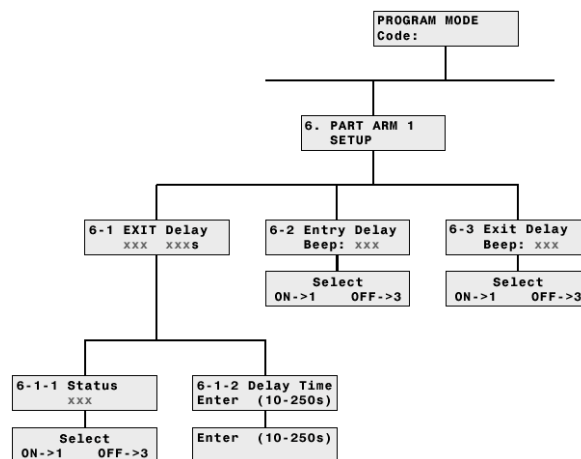 PROGRAM MODE
Code:
6. PART ARM 1
SETUP
6-1 EXIT Delay
xxx xxxs
6-2 Entry Delay
Beep: xxx
6-3 Exit Delay
Beep: xxx
Select
ON->1 OFF->3
Select
ON->1 OFF->3
6-1-1 Status
xxx
6-1-2 Delay Time
Enter (10-250s)
Select
ON->1 OFF->3
Enter (10-250s)